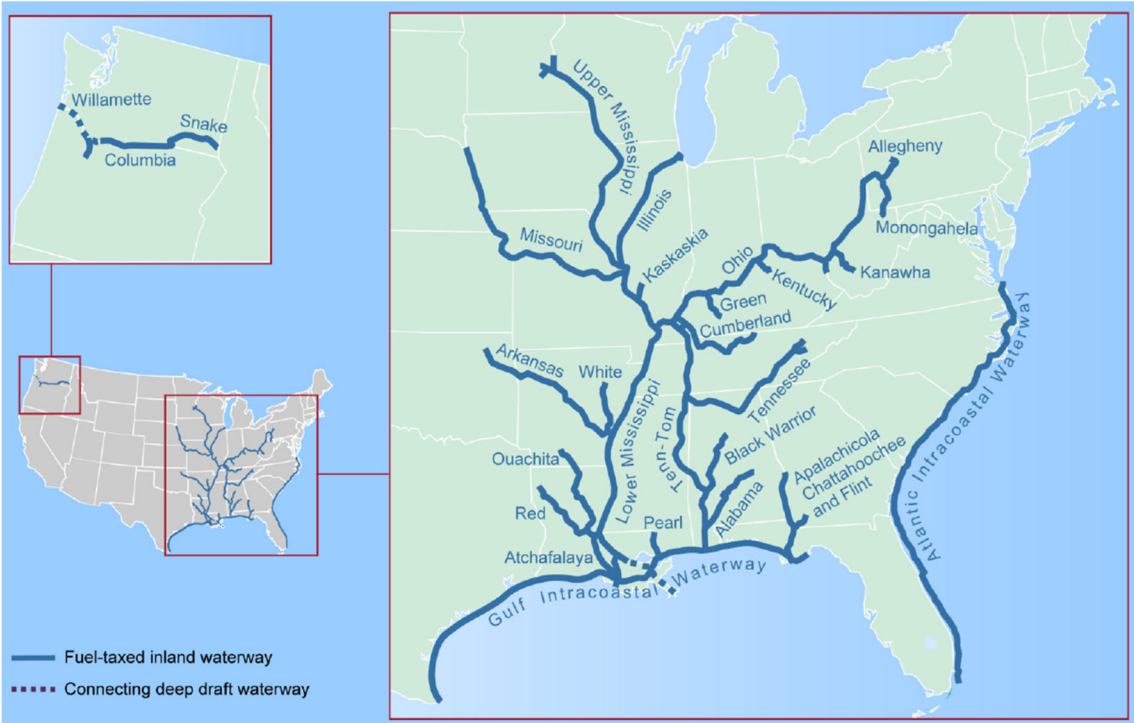 Willamette
Snake
Columbia
Upper Mississippi
Illinois
Missouri
Kaskaskia
Allegheny
Monongahela
Ohio
Kanawha
Kentucky
Green
Cumberland
Arkansas
White
Lower Mississippi
Tenn-Tom
Tennessee
Black Warrior
Ouachita
Red
Alabama
Apalachicola
Chattahoochee
and Flint
Pearl
Atchafalaya
Gulf Intracoastal Waterway
Atlantic Intracoastal Waterway
Fuel-taxed inland waterway
Connecting deep draft waterway